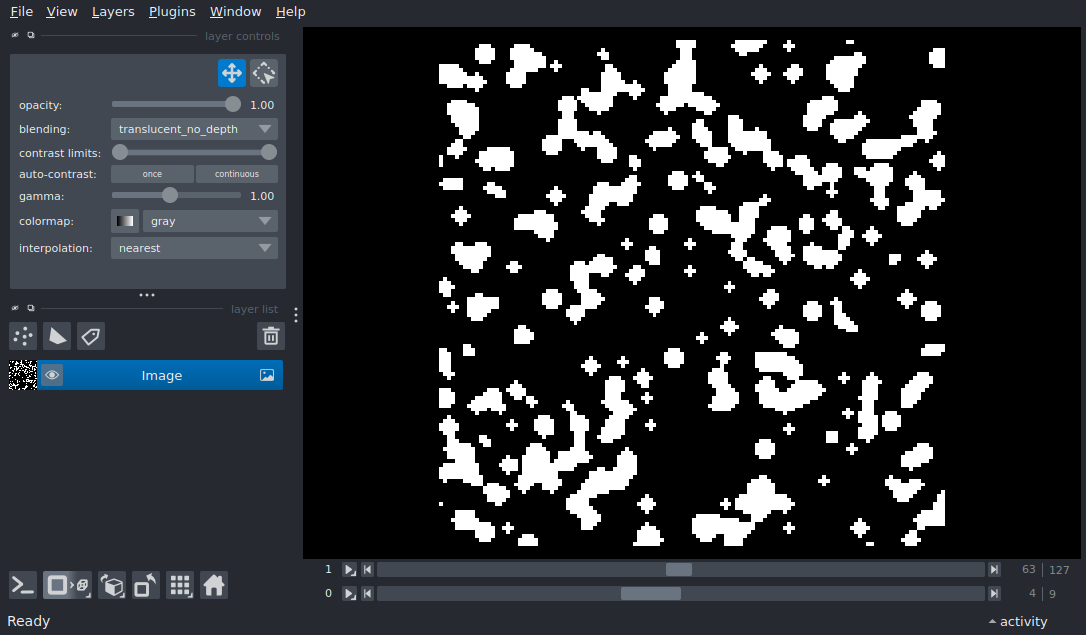 File View Layers Plugins Window Help
layer controls
opacity: 1.00
blending: translucent_no_depth
contrast limits:
auto-contrast: once continuous
gamma: 1.00
colormap: gray
interpolation: nearest
layer list
Image
1 63 127
0 4 9
Ready activity